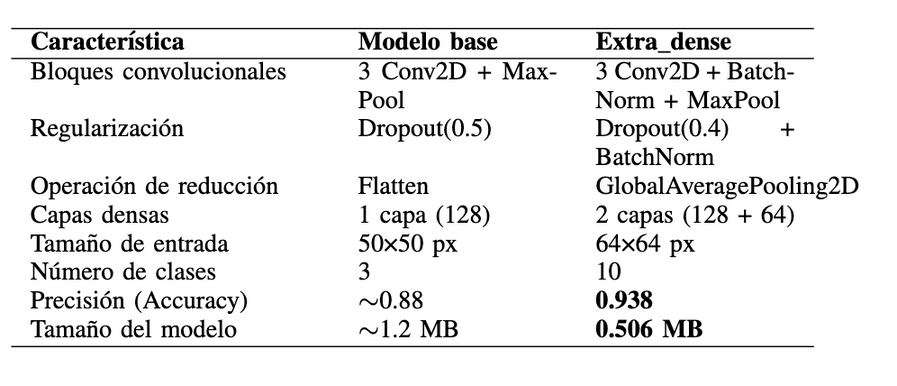 Característica Modelo base Extra_dense
Bloques convolucionales 3 Conv2D + Max- 3 Conv2D + Batch-
Pool Norm + MaxPool
Regularización Dropout(0.5) Dropout(0.4) +
BatchNorm
Operación de reducción Flatten GlobalAveragePooling2D
Capas densas 1 capa (128) 2 capas (128 + 64)
Tamaño de entrada 50×50 px 64×64 px
Número de clases 3 10
Precisión (Accuracy) ∼0.88 0.938
Tamaño del modelo ∼1.2 MB 0.506 MB